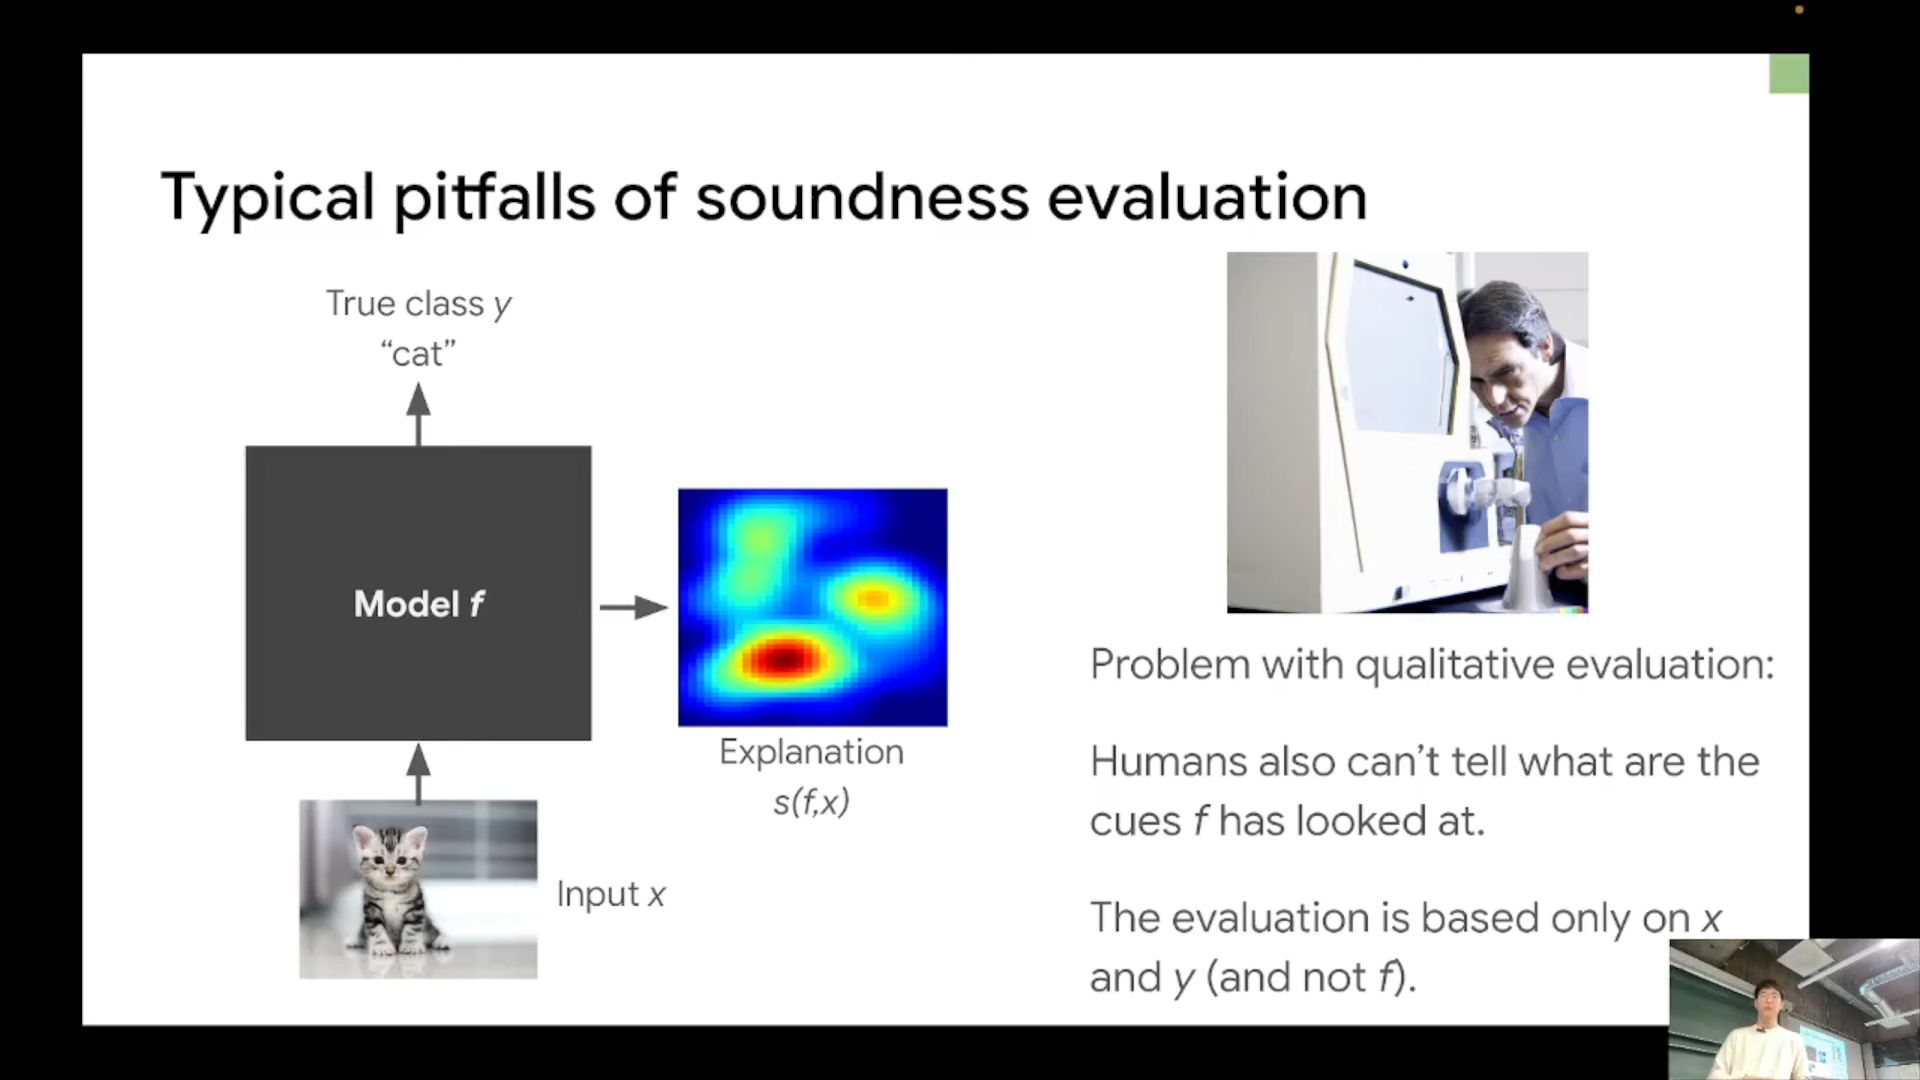 Typical pitfalls of soundness evaluation
True class y
“cat”
Model f
Explanation
s(f,x)
Input x
Problem with qualitative evaluation:
Humans also can’t tell what are the
cues f has looked at.
The evaluation is based only on x
and y (and not f).